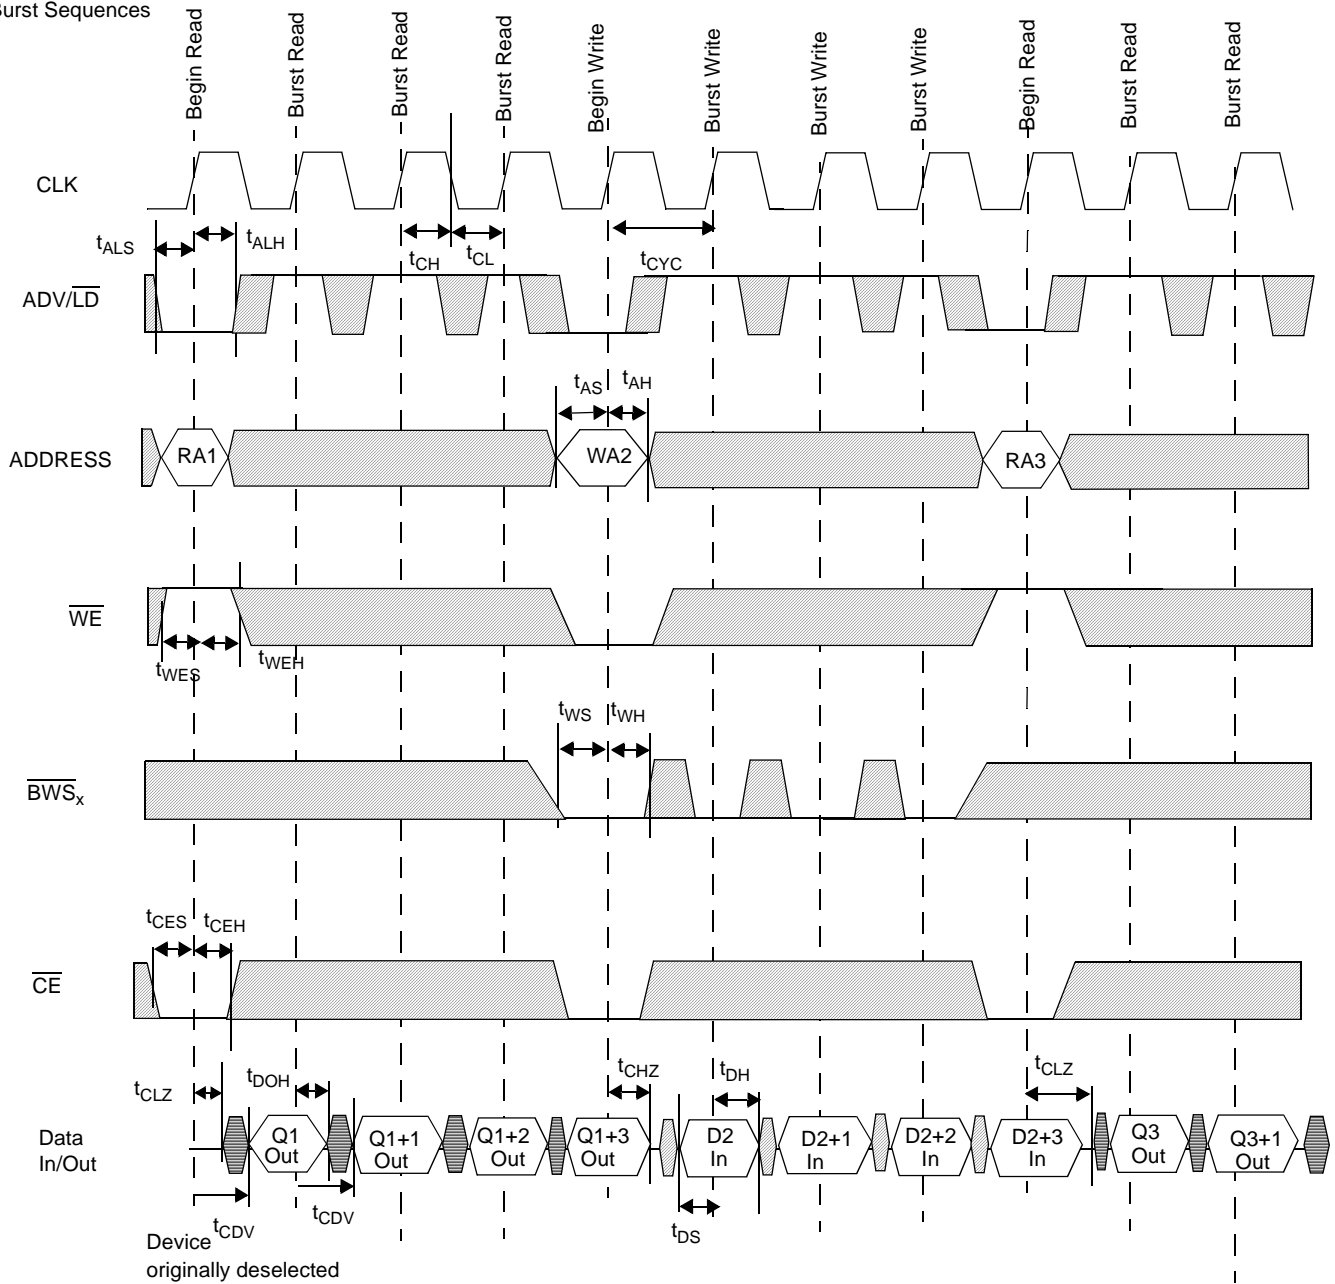 Burst Sequences
Begin Read
Burst Read
Burst Read
Burst Read
Begin Write
Burst Write
Burst Write
Burst Write
Begin Read
Burst Read
Burst Read
CLK
tALS
tALH
tCH
tCL
tCYC
ADV/LD
tAS
tAH
ADDRESS
RA1
WA2
RA3
WE
tWES
tWEH
tWS
tWH
BWSx
tCES
tCEH
CE
tCLZ
tDOH
tCHZ
tDH
tCLZ
Data
In/Out
Q1
Out
Q1+1
Out
Q1+2
Out
Q1+3
Out
D2
In
D2+1
In
D2+2
In
D2+3
In
Q3
Out
Q3+1
Out
tCDV
tCDV
tDS
Device
originally deselected